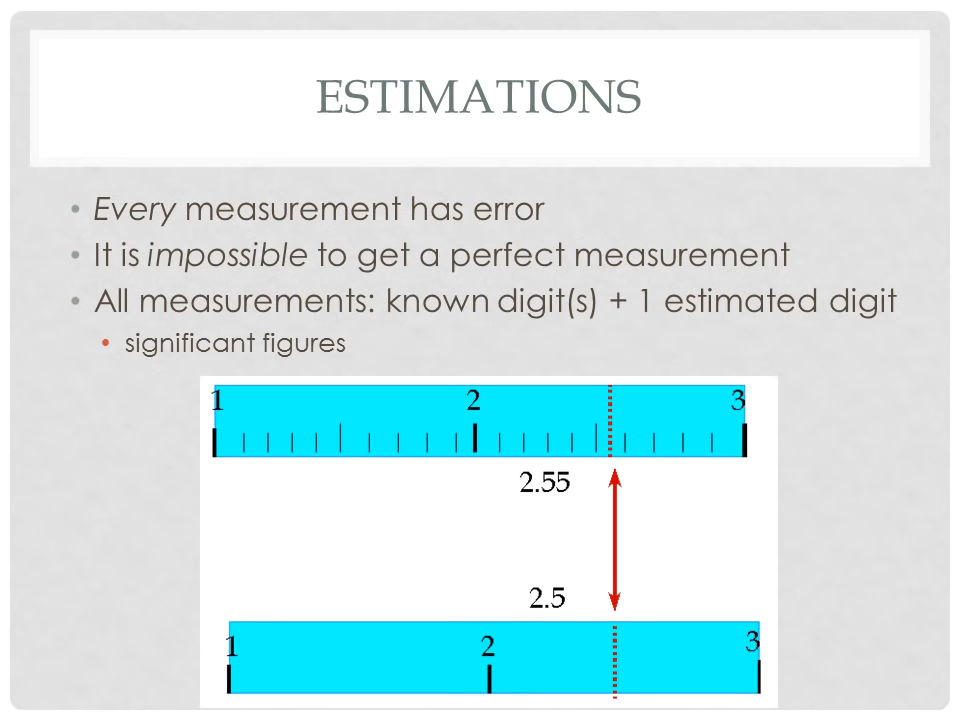 ESTIMATIONS
• Every measurement has error
• It is impossible to get a perfect measurement
• All measurements: known digit(s) + 1 estimated digit
• significant figures
1 2 3
2.55
2.5
1 2 3